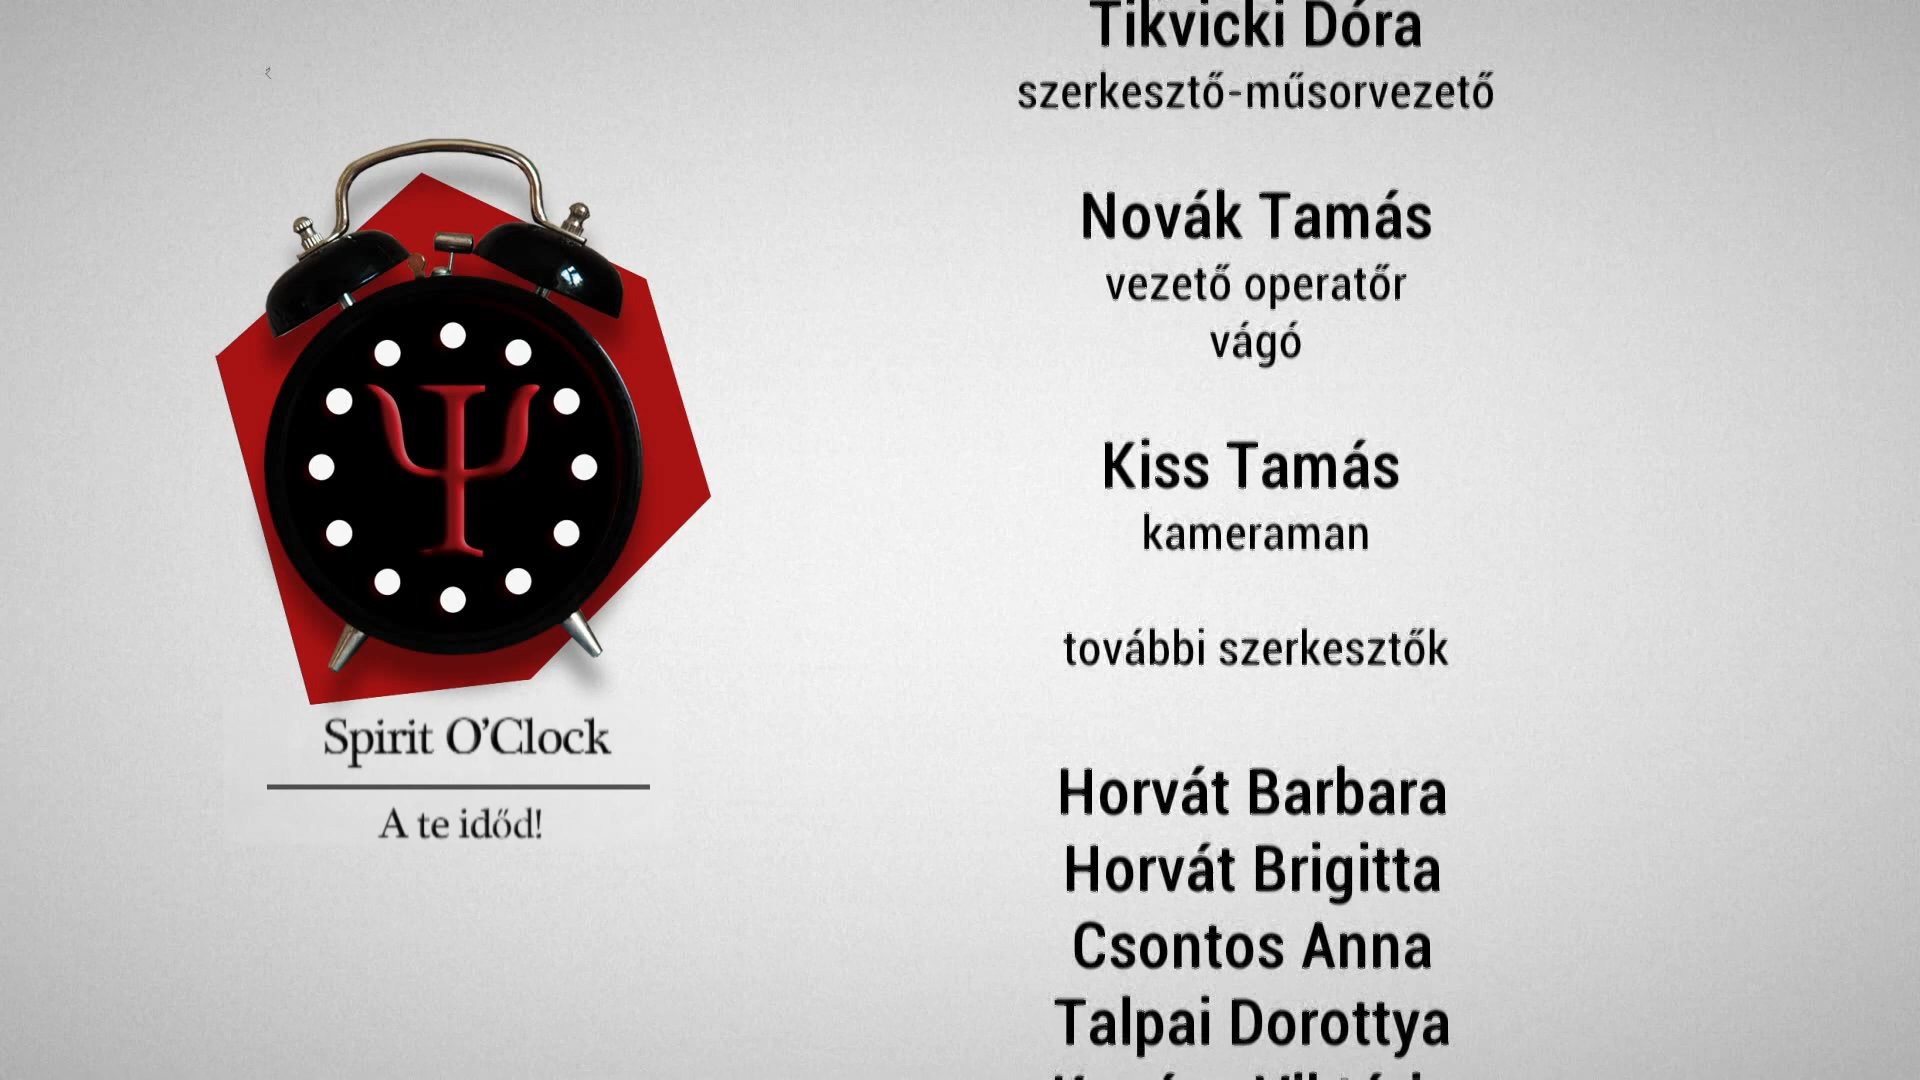 Tikvicki Dóra
szerkesztő-műsorvezető
Novák Tamás
vezető operatőr
vágó
Kiss Tamás
kameraman
további szerkesztők
Horvát Barbara
Horvát Brigitta
Csontos Anna
Talpai Dorottya
Ψ
Spirit O'Clock
A te időd!